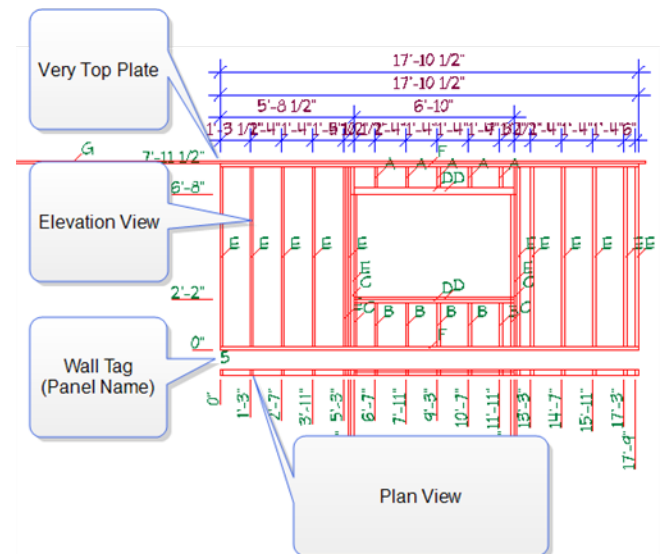 Very Top Plate
17'-10 1/2"
17'-10 1/2"
5'-8 1/2" 6'-10"
G
F
7'-11 1/2"
A A A A A
6'-8"
DD
Elevation View
E E E E E E E E E E
E E
C C
2'-2"
DD
E C C
B B B B B
F
0"
Wall Tag
(Panel Name)
5
0" 1'-3" 2'-7" 3'-11" 5'-3" 6'-7" 7'-11" 9'-3" 10'-7" 11'-11" 13'-3" 14'-7" 15'-11" 17'-3" 17'-9"
Plan View